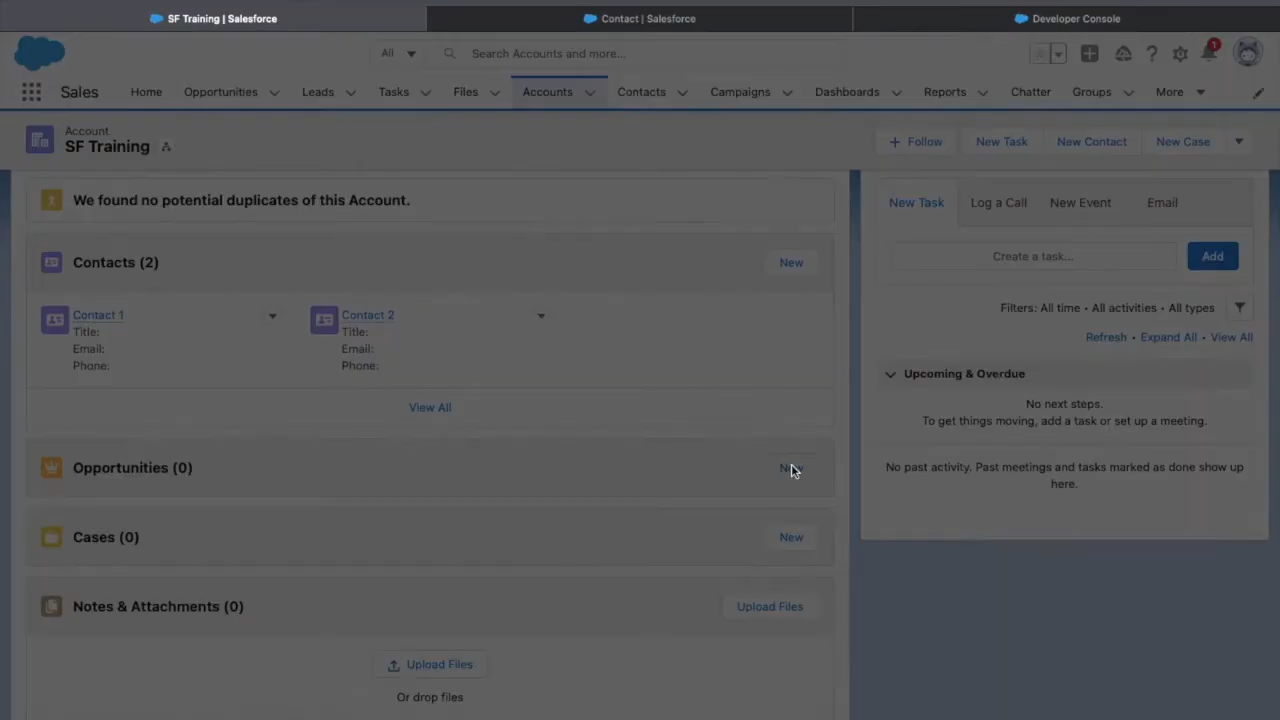 SF Training | Salesforce
Contact | Salesforce
Developer Console
All
Search Accounts and more...
1
Sales
Home
Opportunities
Leads
Tasks
Files
Accounts
Contacts
Campaigns
Dashboards
Reports
Chatter
Groups
More
Account
SF Training
Follow
New Task
New Contact
New Case
We found no potential duplicates of this Account.
Contacts (2)
New
Contact 1
Title:
Email:
Phone:
Contact 2
Title:
Email:
Phone:
View All
Opportunities (0)
New
Cases (0)
New
Notes & Attachments (0)
Upload Files
Upload Files
Or drop files
New Task
Log a Call
New Event
Email
Create a task...
Add
Filters: All time • All activities • All types
Refresh • Expand All • View All
Upcoming & Overdue
No next steps.
To get things moving, add a task or set up a meeting.
No past activity. Past meetings and tasks marked as done show up
here.